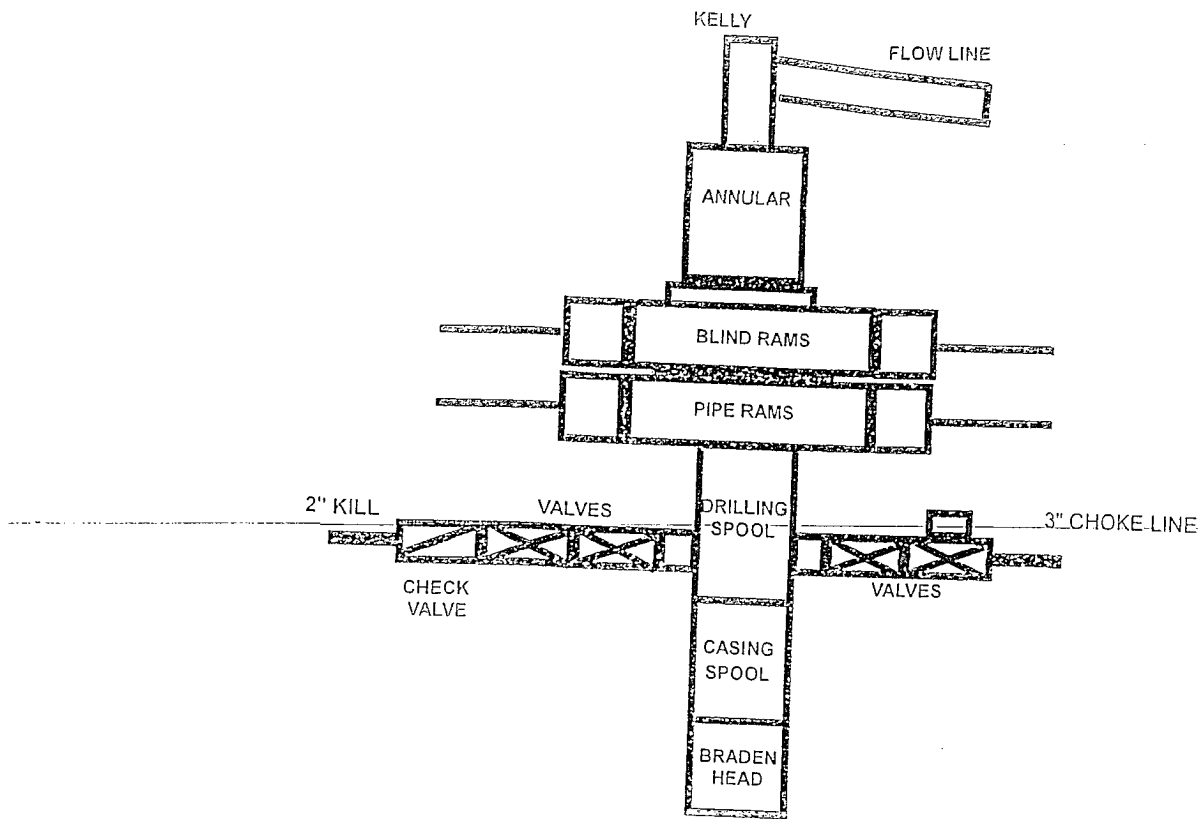 KELLY
FLOW LINE
ANNULAR
BLIND RAMS
PIPE RAMS
2" KILL
VALVES
DRILLING
SPOOL
3" CHOKE LINE
CHECK
VALVE
VALVES
CASING
SPOOL
BRADEN
HEAD